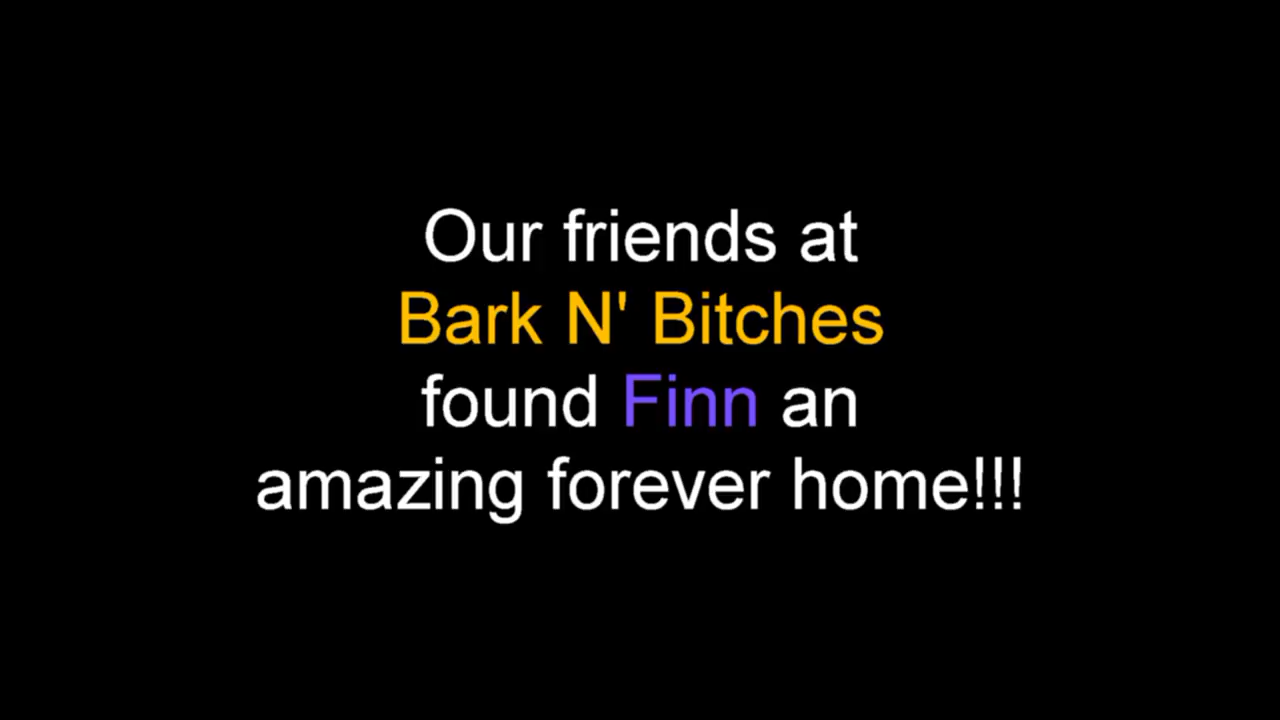 Our friends at
Bark N' Bitches
found Finn an
amazing forever home!!!